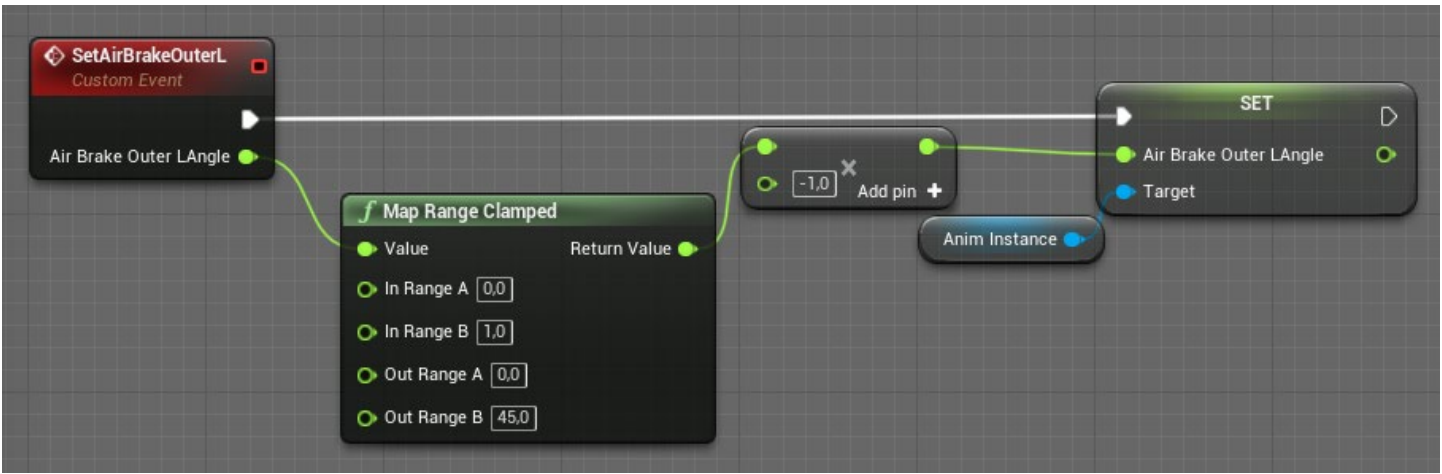 SetAirBrakeOuterL
Custom Event
Air Brake Outer LAngle
f Map Range Clamped
Value
Return Value
In Range A 0,0
In Range B 1,0
Out Range A 0,0
Out Range B 45,0
-1,0
×
Add pin +
Anim Instance
SET
Air Brake Outer LAngle
Target